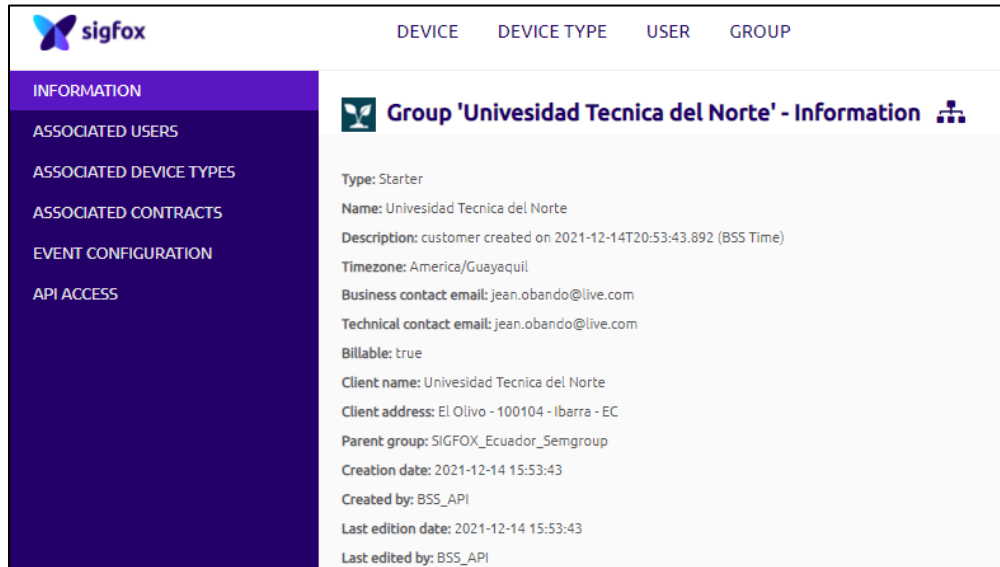 sigfox
DEVICE DEVICE TYPE USER GROUP
INFORMATION
ASSOCIATED USERS
ASSOCIATED DEVICE TYPES
ASSOCIATED CONTRACTS
EVENT CONFIGURATION
API ACCESS
Group 'Univesidad Tecnica del Norte' - Information
Type: Starter
Name: Univesidad Tecnica del Norte
Description: customer created on 2021-12-14T20:53:43.892 (BSS Time)
Timezone: America/Guayaquil
Business contact email: jean.obando@live.com
Technical contact email: jean.obando@live.com
Billable: true
Client name: Univesidad Tecnica del Norte
Client address: El Olivo - 100104 - Ibarra - EC
Parent group: SIGFOX_Ecuador_Semgroup
Creation date: 2021-12-14 15:53:43
Created by: BSS_API
Last edition date: 2021-12-14 15:53:43
Last edited by: BSS_API